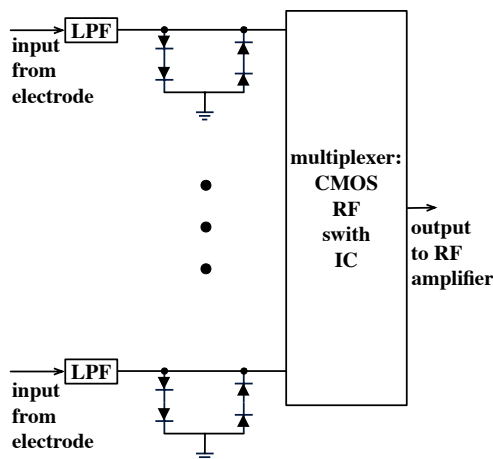 LPF
input
from
electrode
multiplexer:
CMOS
RF
swith
IC
output
to RF
amplifier
LPF
input
from
electrode